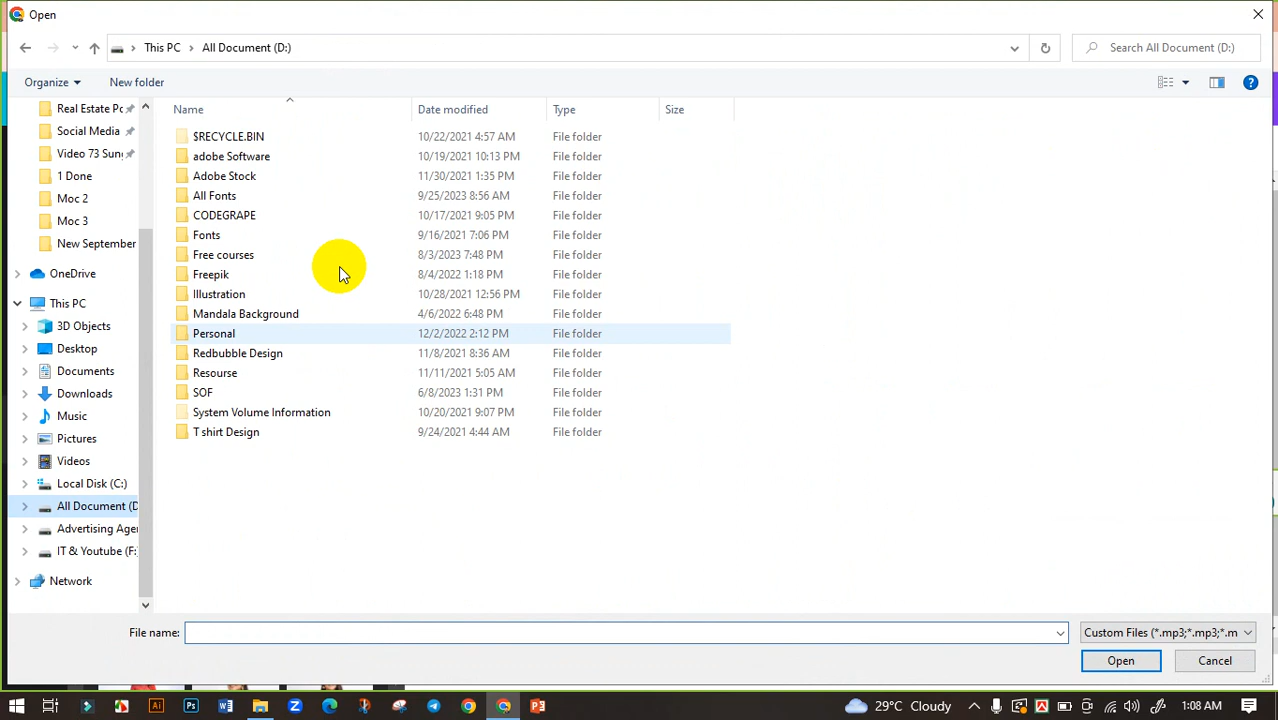 Open
This PC > All Document (D:)
Search All Document (D:)
Organize
New folder
Name
Date modified
Type
Size
Real Estate Pc
Social Media
Video 73 Sunç
1 Done
Moc 2
Moc 3
New September
OneDrive
This PC
3D Objects
Desktop
Documents
Downloads
Music
Pictures
Videos
Local Disk (C:)
All Document (D
Advertising Age
IT & Youtube (F:
Network
$RECYCLE.BIN 10/22/2021 4:57 AM File folder
adobe Software 10/19/2021 10:13 PM File folder
Adobe Stock 11/30/2021 1:35 PM File folder
All Fonts 9/25/2023 8:56 AM File folder
CODEGRAPE 10/17/2021 9:05 PM File folder
Fonts 9/16/2021 7:06 PM File folder
Free courses 8/3/2023 7:48 PM File folder
Freepik 8/4/2022 1:18 PM File folder
Illustration 10/28/2021 12:56 PM File folder
Mandala Background 4/6/2022 6:48 PM File folder
Personal 12/2/2022 2:12 PM File folder
Redbubble Design 11/8/2021 8:36 AM File folder
Resourse 11/11/2021 5:05 AM File folder
SOF 6/8/2023 1:31 PM File folder
System Volume Information 10/20/2021 9:07 PM File folder
T shirt Design 9/24/2021 4:44 AM File folder
File name:
Custom Files (*.mp3;*.mp3;*.m
Open
Cancel
29°C Cloudy
1:08 AM